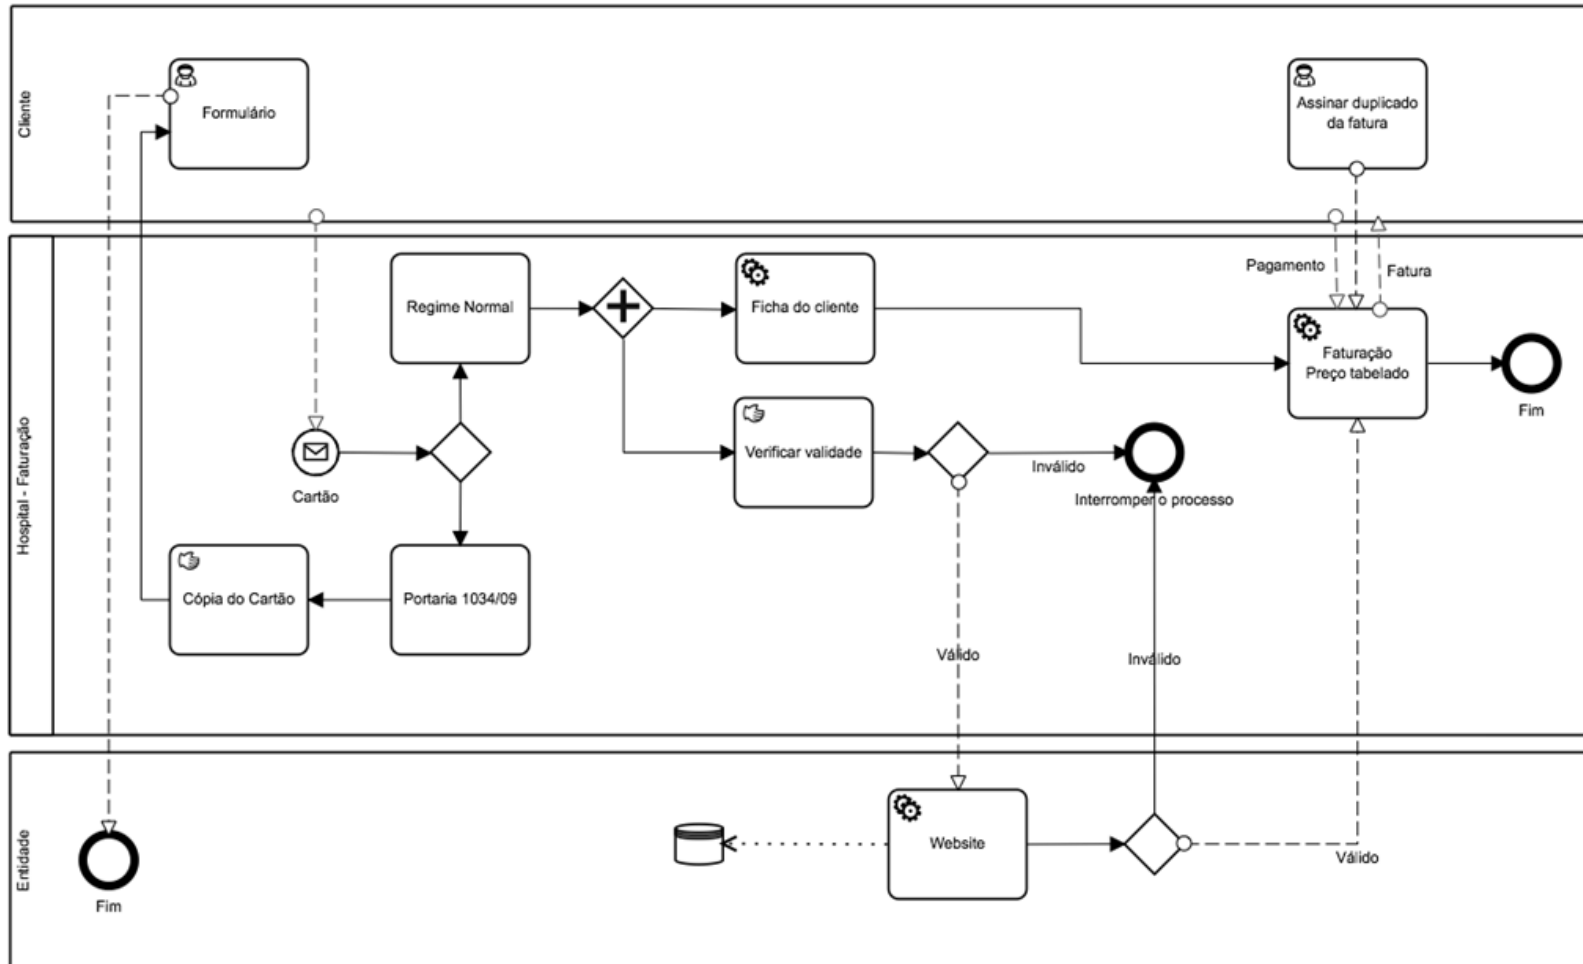 Cliente
Formulário
Assinar duplicado
da fatura
Hospital - Faturação
Pagamento
Fatura
Regime Normal
Ficha do cliente
Faturação
Preço tabelado
Fim
Cartão
Verificar validade
Inválido
Interromper o processo
Cópia do Cartão
Portaria 1034/09
Válido
Inválido
Entidade
Fim
Website
Válido